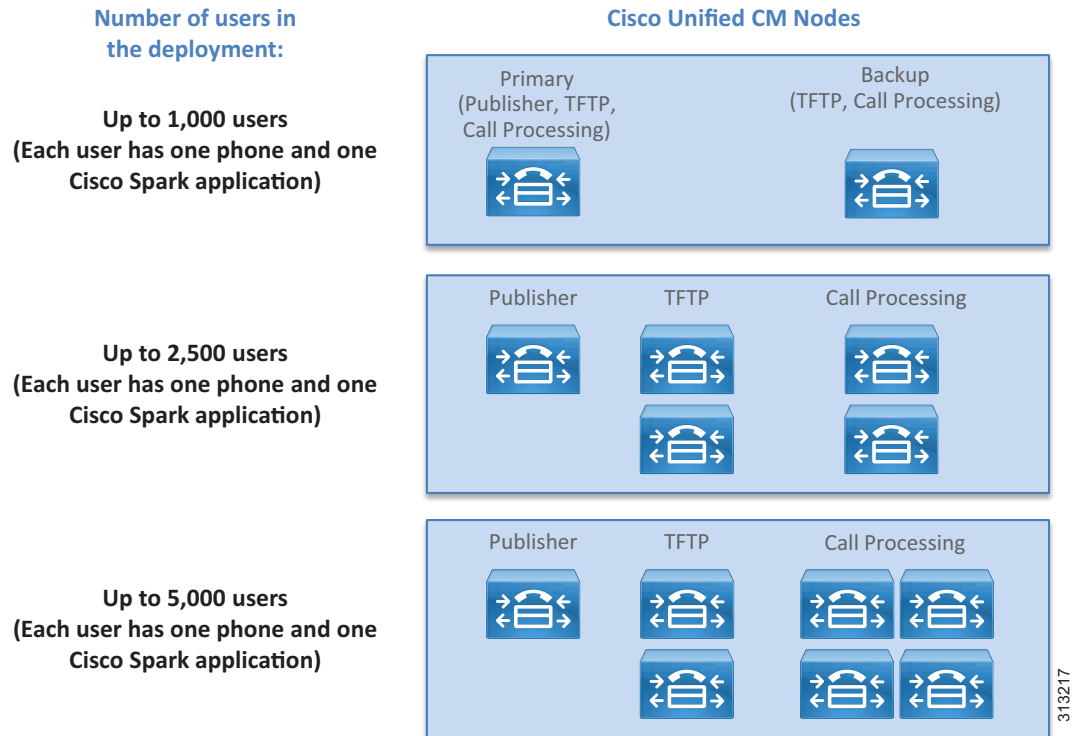 Number of users in
the deployment:
Cisco Unified CM Nodes
Up to 1,000 users
(Each user has one phone and one
Cisco Spark application)
Primary
(Publisher, TFTP,
Call Processing)
Backup
(TFTP, Call Processing)
Up to 2,500 users
(Each user has one phone and one
Cisco Spark application)
Publisher
TFTP
Call Processing
Up to 5,000 users
(Each user has one phone and one
Cisco Spark application)
Publisher
TFTP
Call Processing
313217